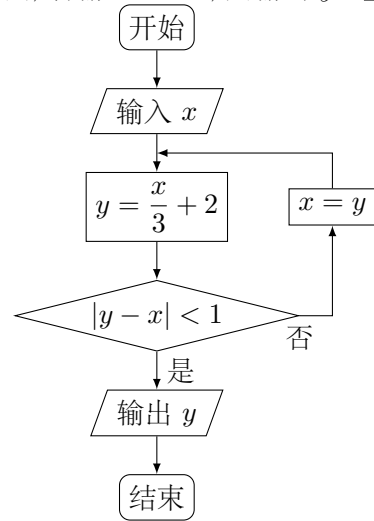 开始
输入 x
y = x/3 + 2
x = y
|y − x| < 1
否
是
输出 y
结束